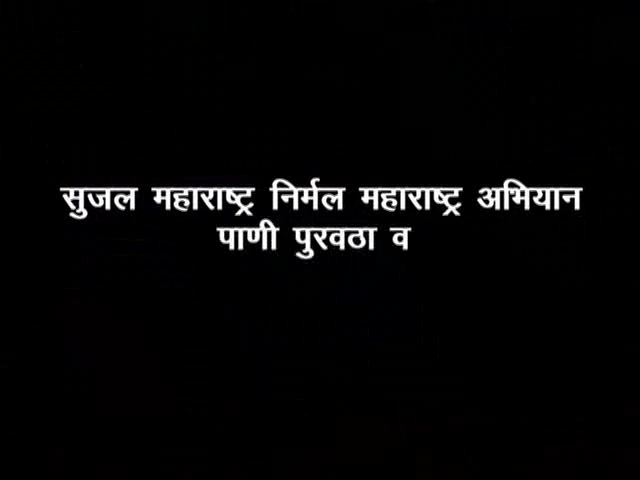 सुजल महाराष्ट्र निर्मल महाराष्ट्र अभियान
पाणी पुरवठा व